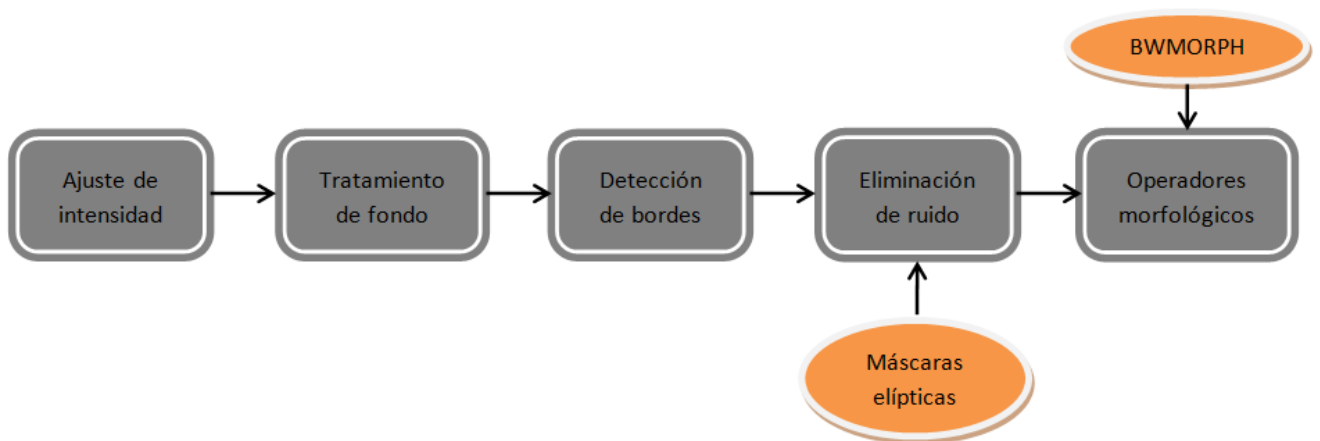 BWMORPH
Ajuste de
intensidad
Tratamiento
de fondo
Detección
de bordes
Eliminación
de ruido
Operadores
morfológicos
Máscaras
elípticas